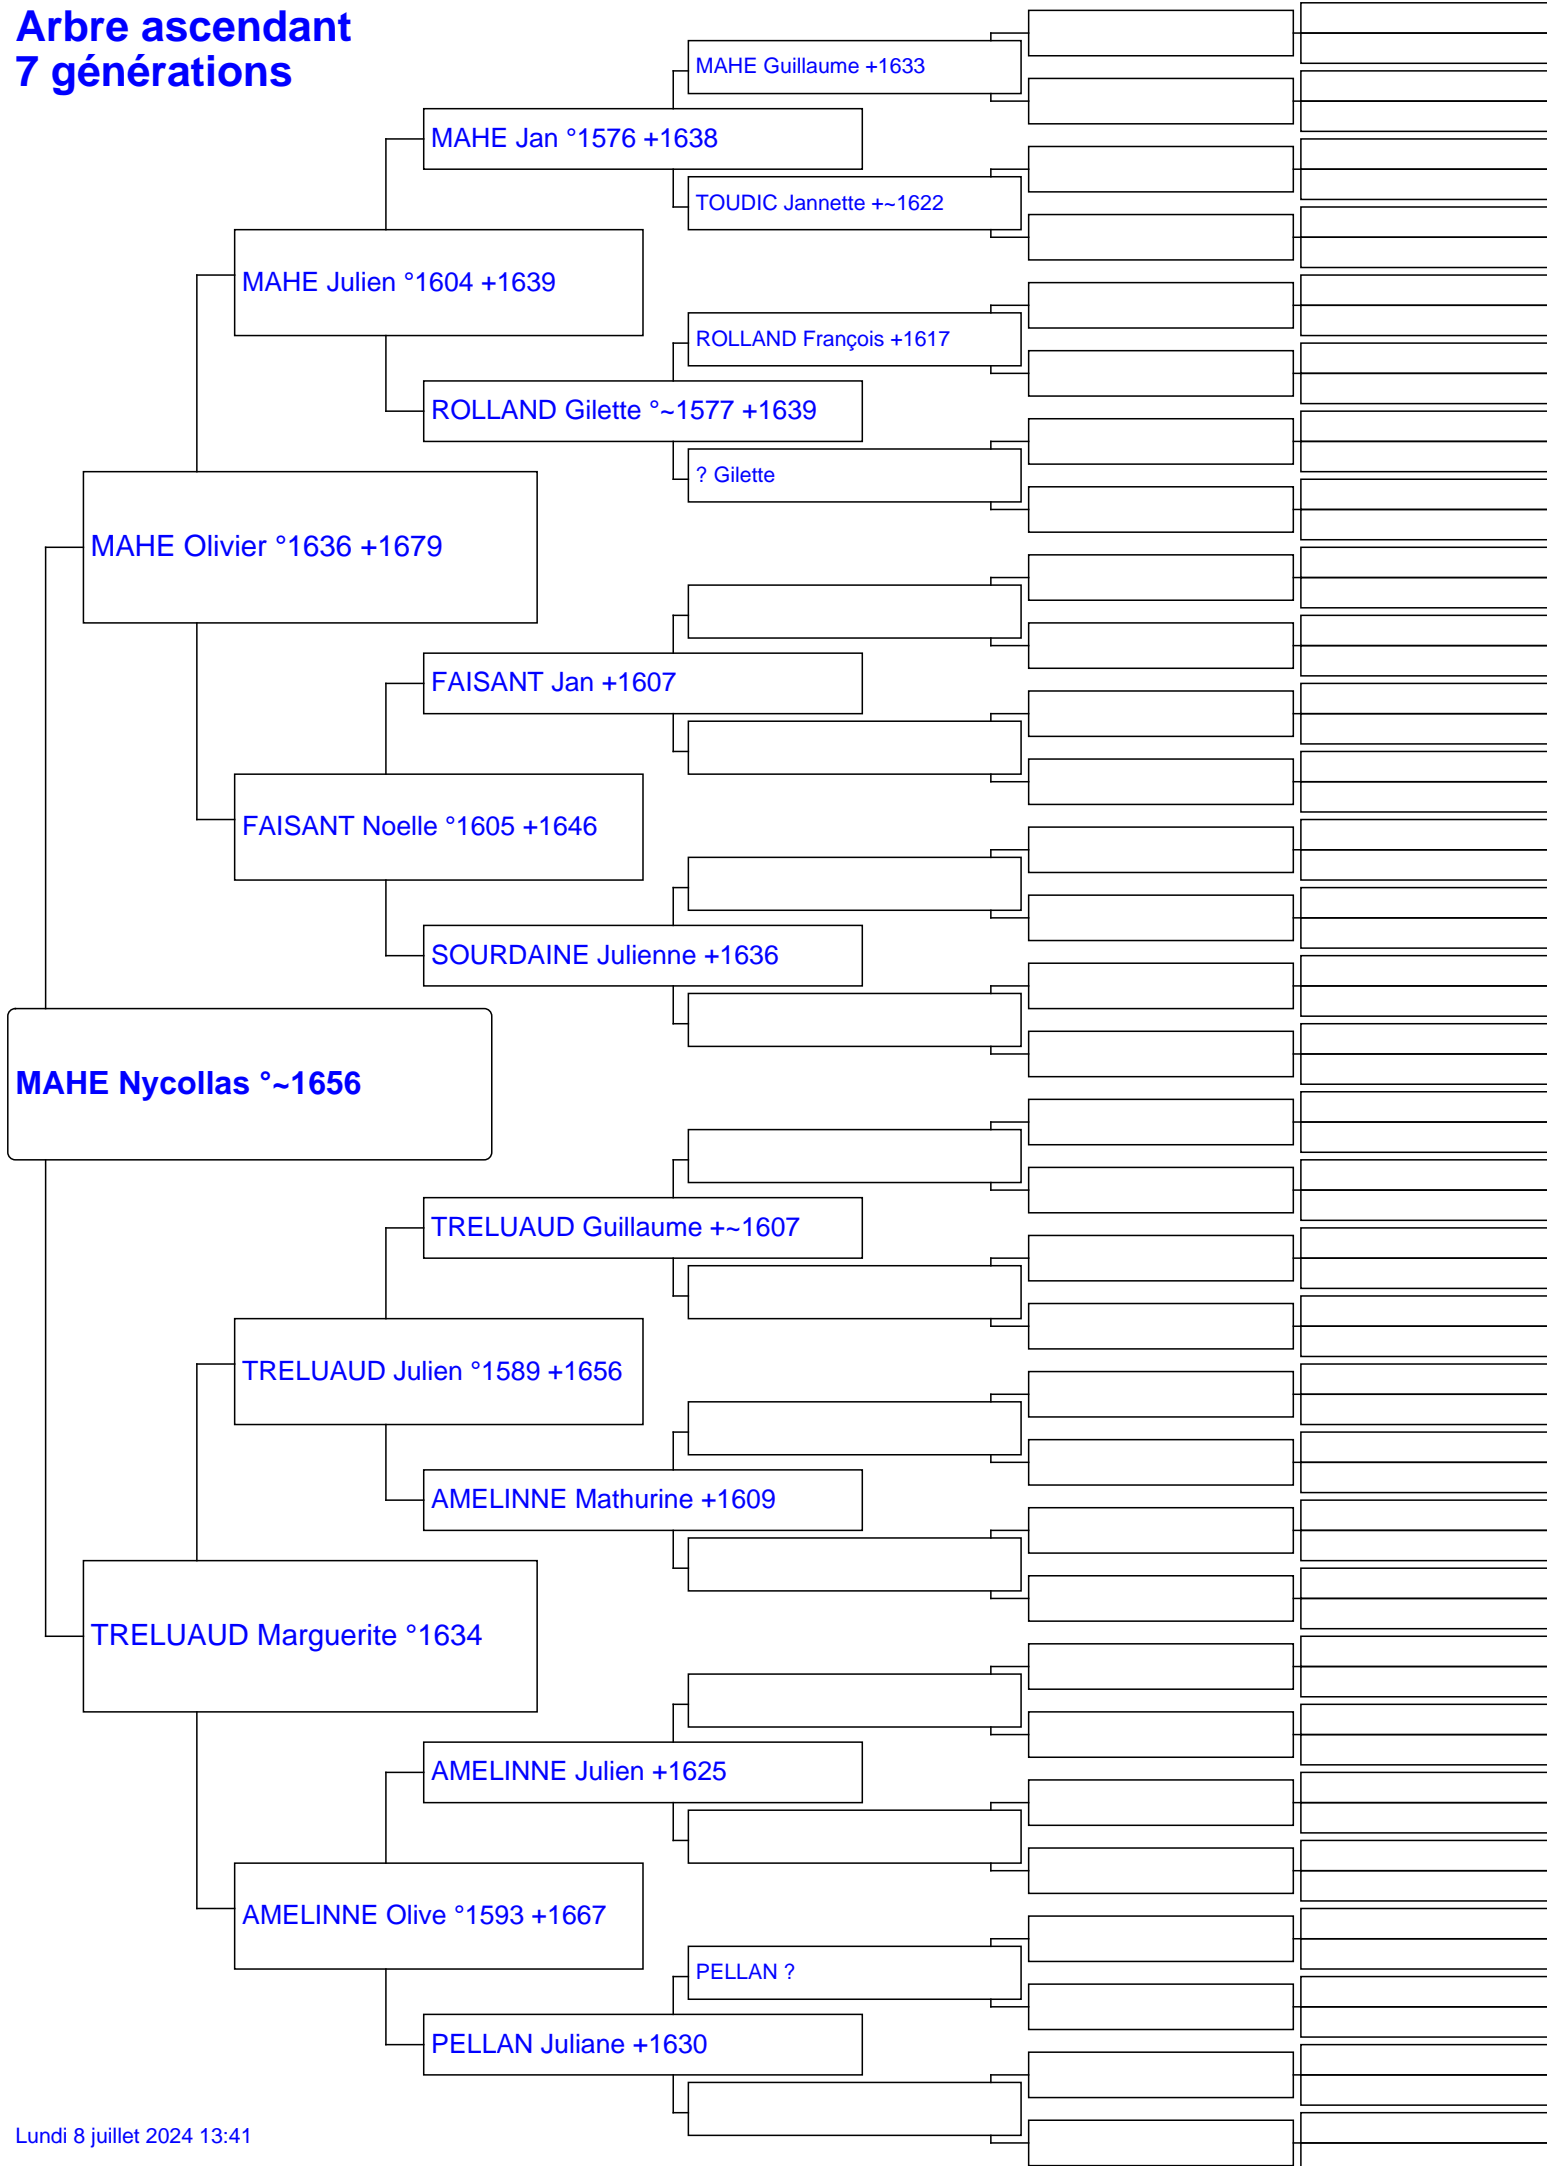 Arbre ascendant
7 générations
MAHE Guillaume +1633
MAHE Jan °1576 +1638
TOUDIC Jannette +~1622
MAHE Julien °1604 +1639
ROLLAND François +1617
ROLLAND Gilette °~1577 +1639
? Gilette
MAHE Olivier °1636 +1679
FAISANT Jan +1607
FAISANT Noelle °1605 +1646
SOURDAINE Julienne +1636
MAHE Nycollas °~1656
TRELUAUD Guillaume +~1607
TRELUAUD Julien °1589 +1656
AMELINNE Mathurine +1609
TRELUAUD Marguerite °1634
AMELINNE Julien +1625
AMELINNE Olive °1593 +1667
PELLAN ?
PELLAN Juliane +1630
Lundi 8 juillet 2024 13:41